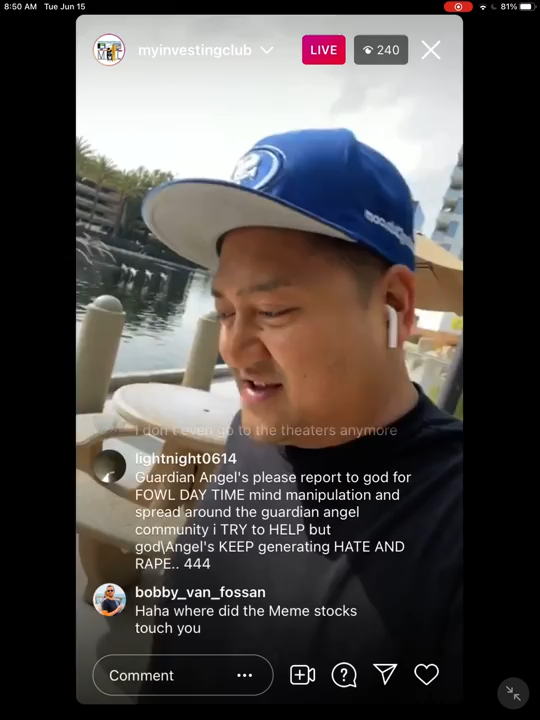 8:50 AM Tue Jun 15
81%
myinvestingclub
LIVE
240
I don't even go to the theaters anymore
lightnight0614
Guardian Angel's please report to god for
FOWL DAY TIME mind manipulation and
spread around the guardian angel
community i TRY to HELP but
god\Angel's KEEP generating HATE AND
RAPE.. 444
bobby_van_fossan
Haha where did the Meme stocks
touch you
Comment